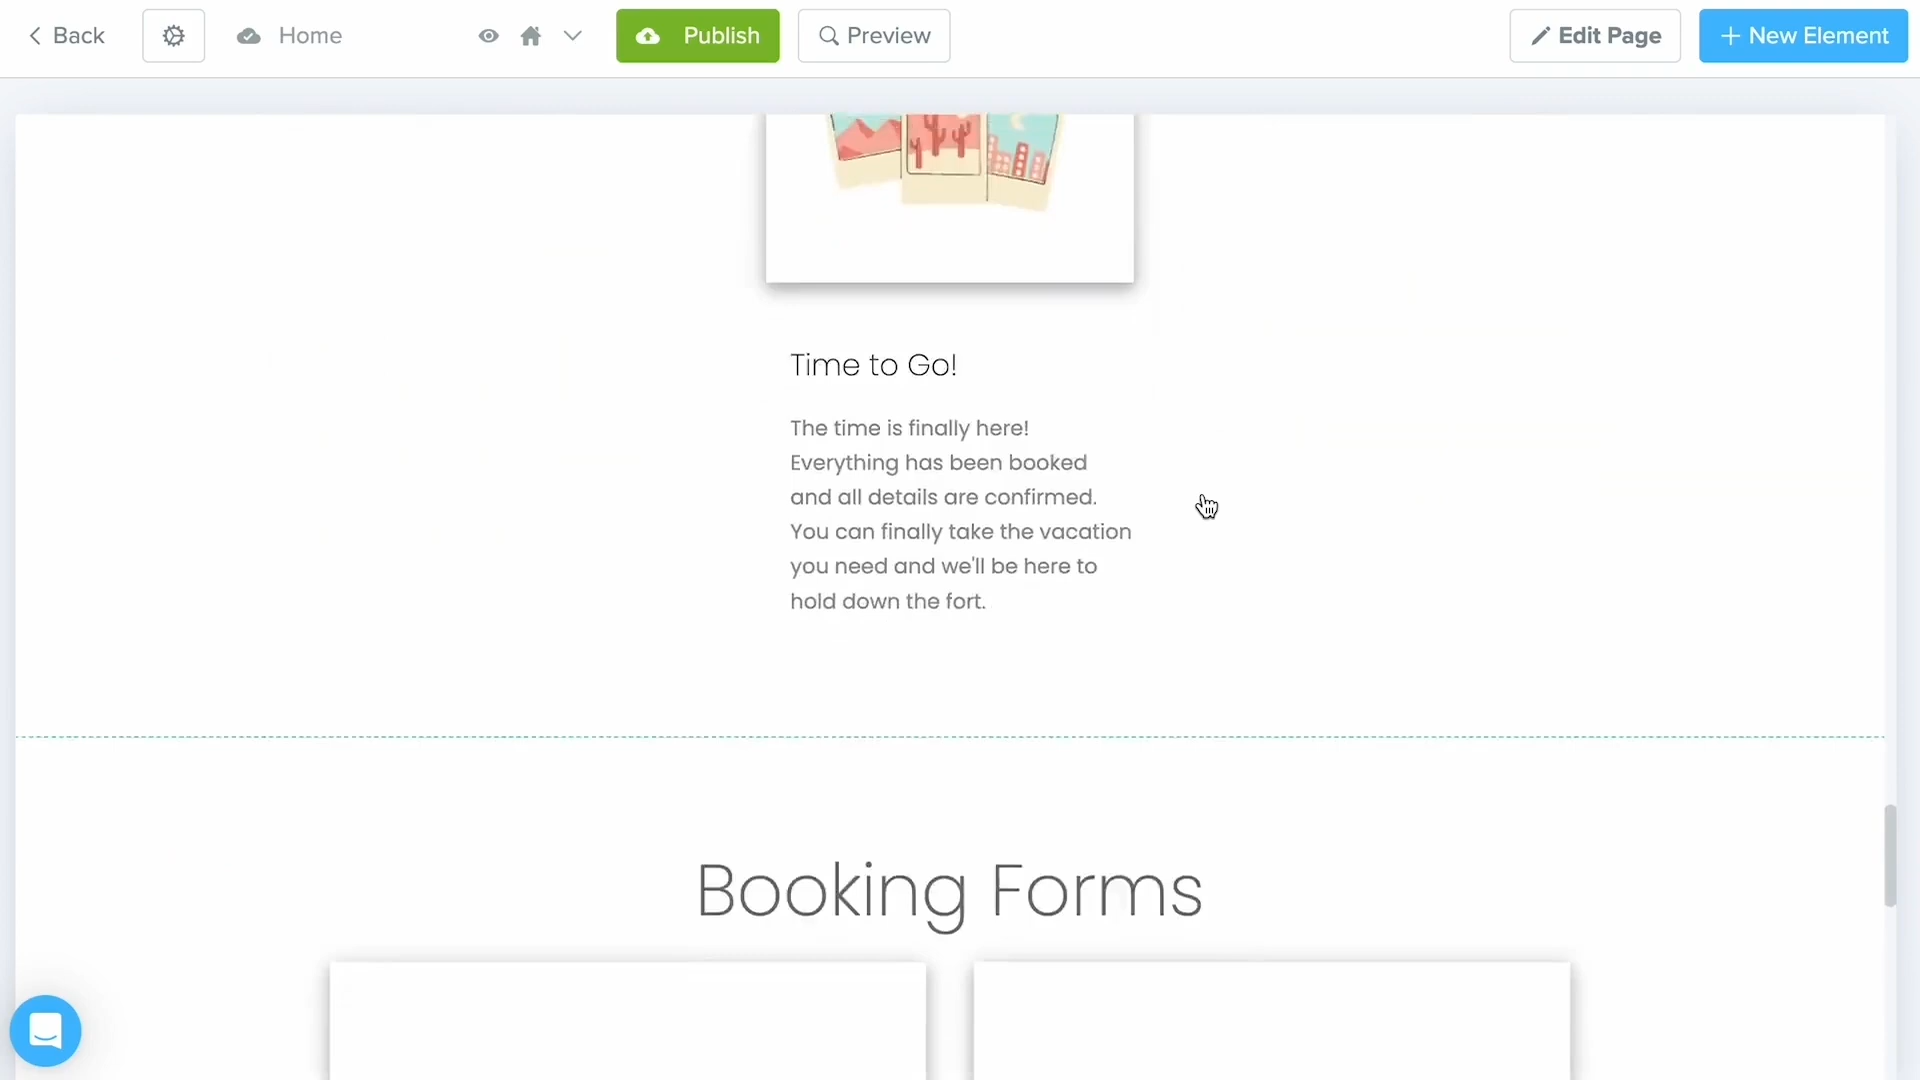 Back
Home
Publish
Preview
Edit Page
+ New Element
Time to Go!
The time is finally here!
Everything has been booked
and all details are confirmed.
You can finally take the vacation
you need and we'll be here to
hold down the fort.
Booking Forms